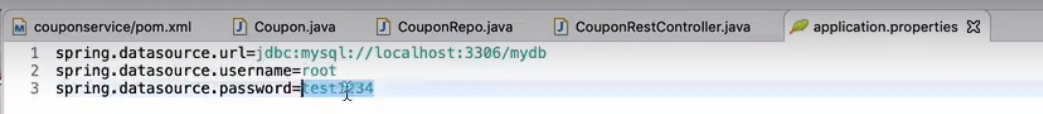 couponservice/pom.xml Coupon.java CouponRepo.java CouponRestController.java application.properties
1 spring.datasource.url=jdbc:mysql://localhost:3306/mydb
2 spring.datasource.username=root
3 spring.datasource.password=test1234